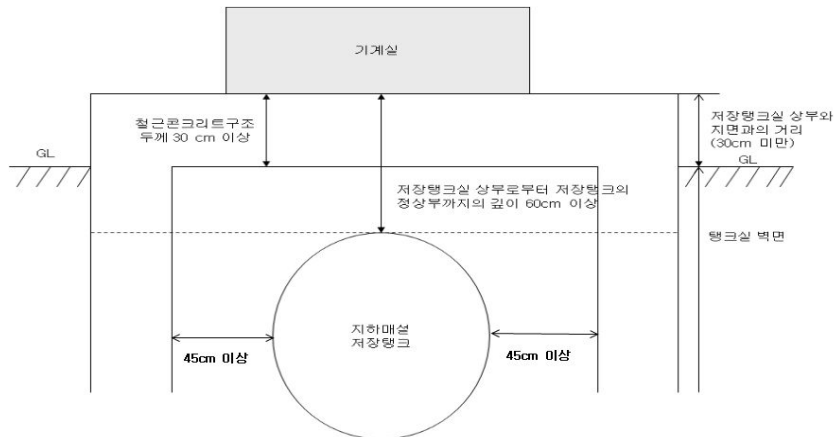 기계실
철근콘크리트구조
두께 30 cm 이상
저장탱크실 상부와
지면과의 거리
(30cm 미만)
GL
GL
저장탱크실 상부로부터 저장탱크의
정상부까지의 깊이 60cm 이상
탱크실 벽면
지하매설
저장탱크
45cm 이상
45cm 이상